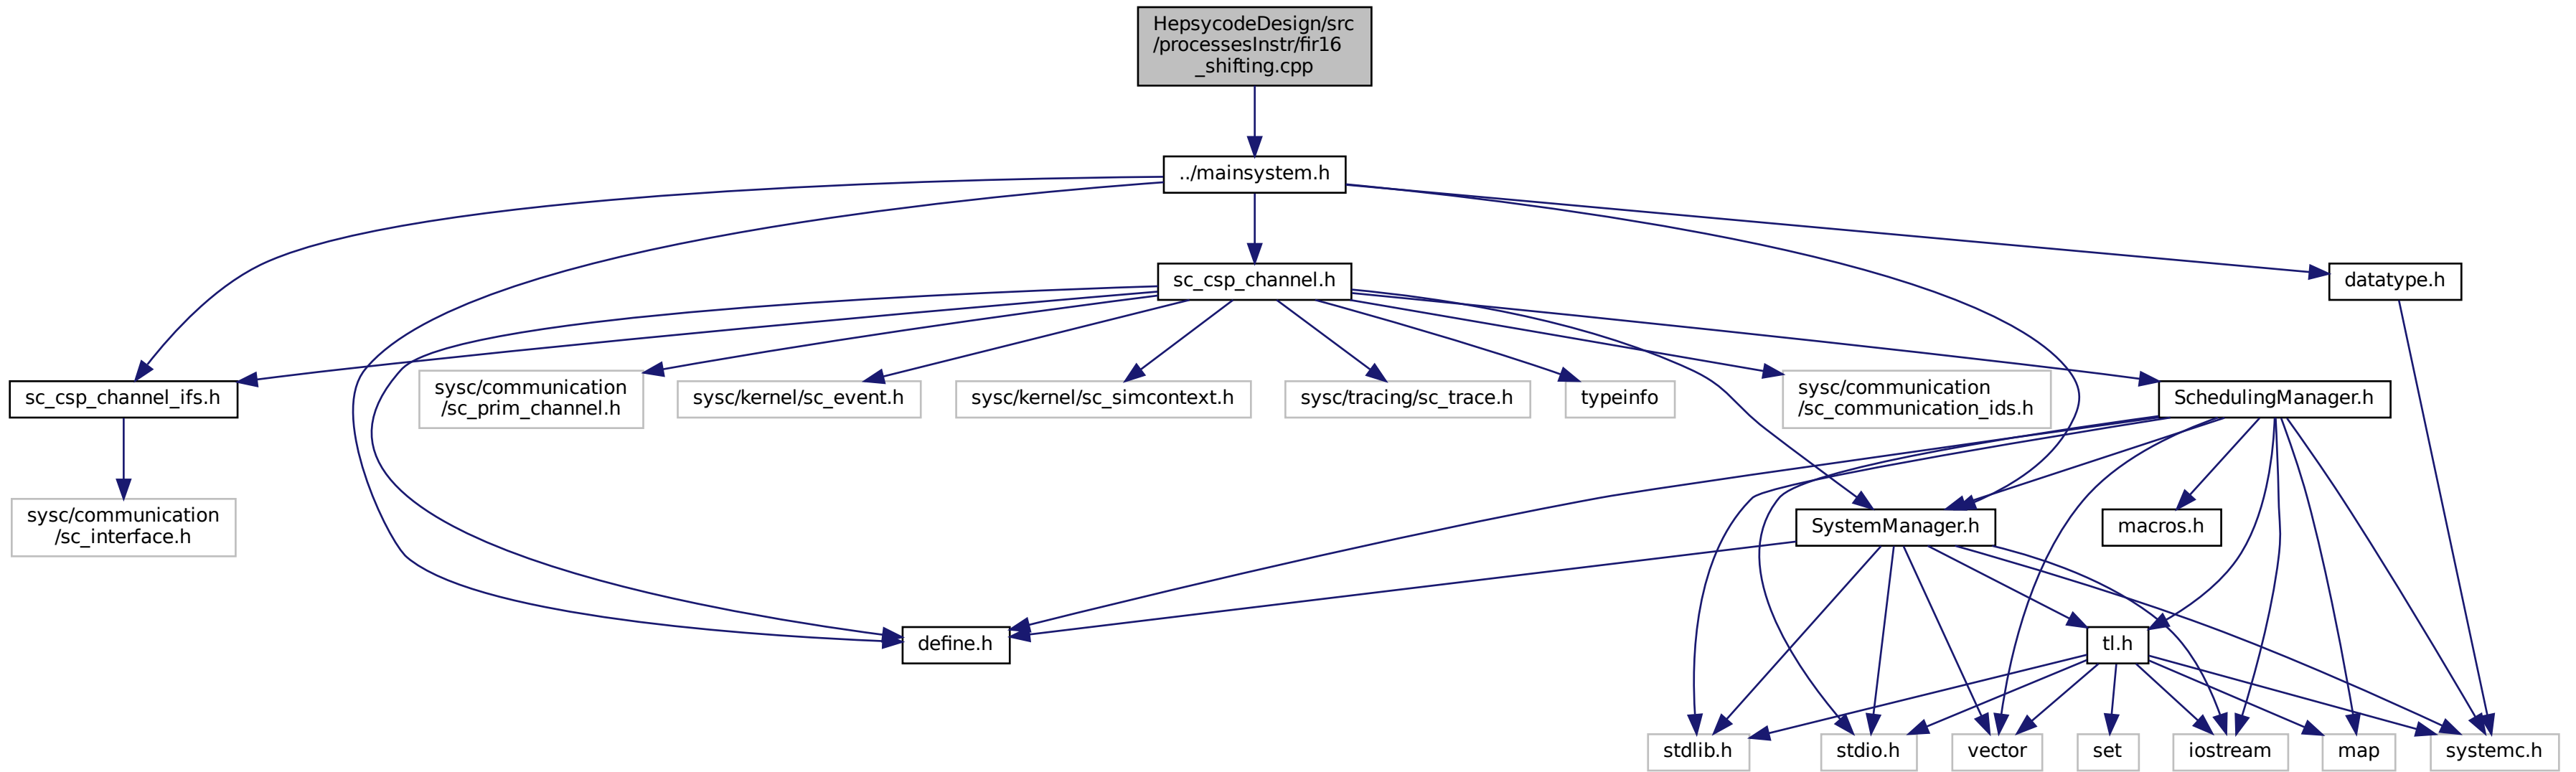 HepsycodeDesign/src
/processesInstr/fir16
_shifting.cpp
../mainsystem.h
sc_csp_channel.h
datatype.h
sc_csp_channel_ifs.h
sysc/communication
/sc_prim_channel.h
sysc/kernel/sc_event.h
sysc/kernel/sc_simcontext.h
sysc/tracing/sc_trace.h
typeinfo
sysc/communication
/sc_communication_ids.h
SchedulingManager.h
sysc/communication
/sc_interface.h
SystemManager.h
macros.h
define.h
tl.h
stdlib.h
stdio.h
vector
set
iostream
map
systemc.h